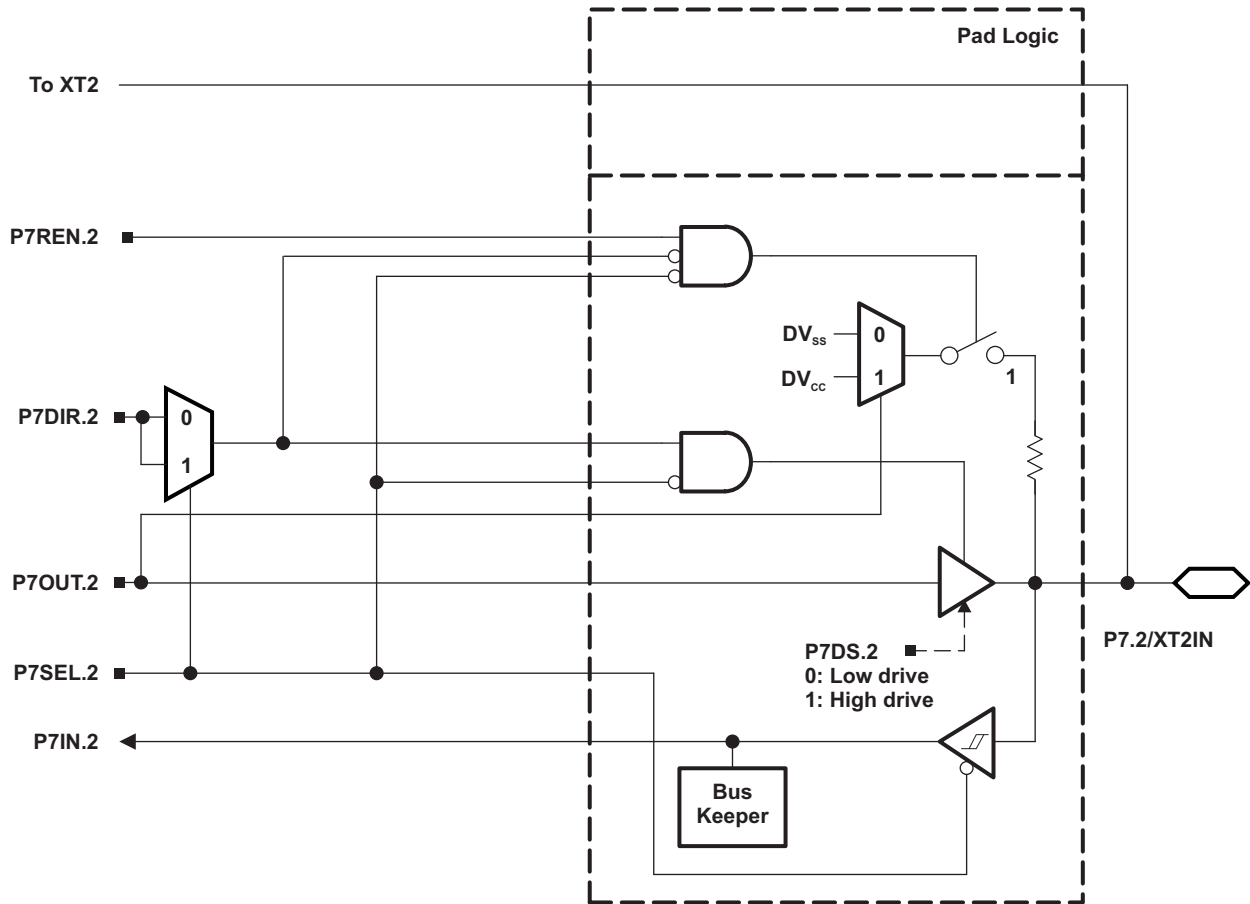 Pad Logic
To XT2
P7REN.2
DVss
0
DVcc
1
1
P7DIR.2
0
1
P7OUT.2
P7.2/XT2IN
P7SEL.2
P7DS.2
0: Low drive
1: High drive
P7IN.2
Bus
Keeper